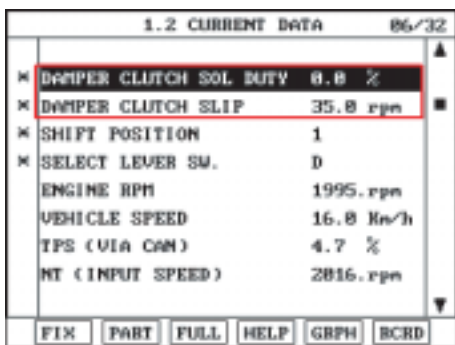 1.2 CURRENT DATA 06/32
* DAMPER CLUTCH SOL DUTY 0.0 %
* DAMPER CLUTCH SLIP 35.0 rpm
* SHIFT POSITION 1
* SELECT LEVER SW. D
ENGINE RPM 1995.rpm
VEHICLE SPEED 16.0 Km/h
TPS (VIA CAN) 4.7 %
NT (INPUT SPEED) 2016.rpm
FIX PART FULL HELP GRPH RCRD